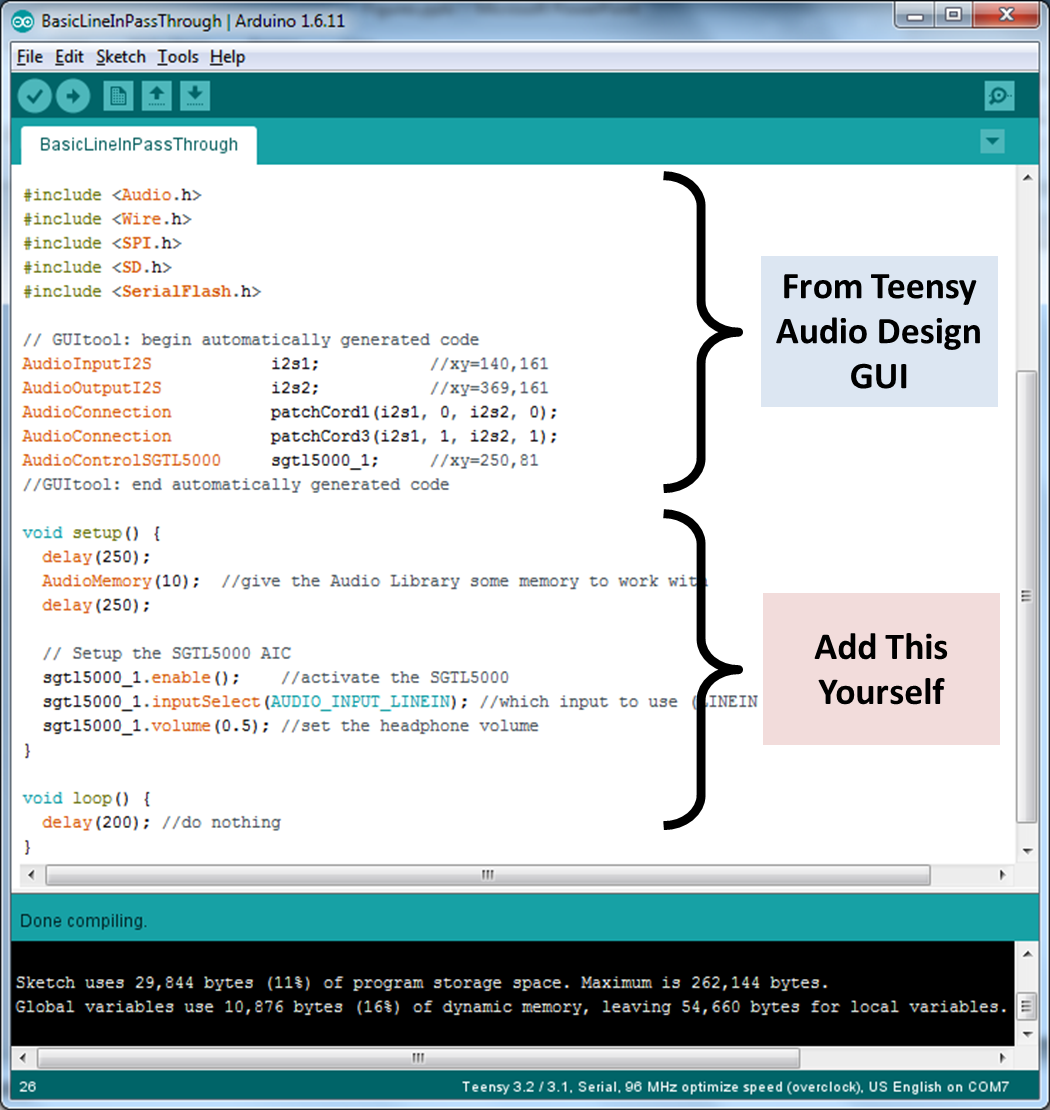 BasicLineInPassThrough | Arduino 1.6.11
File Edit Sketch Tools Help
BasicLineInPassThrough
#include <Audio.h>
#include <Wire.h>
#include <SPI.h>
#include <SD.h>
#include <SerialFlash.h>
// GUItool: begin automatically generated code
AudioInputI2S            i2s1;           //xy=140,161
AudioOutputI2S           i2s2;           //xy=369,161
AudioConnection          patchCord1(i2s1, 0, i2s2, 0);
AudioConnection          patchCord3(i2s1, 1, i2s2, 1);
AudioControlSGTL5000     sgtl5000_1;     //xy=250,81
//GUItool: end automatically generated code
From Teensy
Audio Design
GUI
void setup() {
  delay(250);
  AudioMemory(10);  //give the Audio Library some memory to work with
  delay(250);
  // Setup the SGTL5000 AIC
  sgtl5000_1.enable();    //activate the SGTL5000
  sgtl5000_1.inputSelect(AUDIO_INPUT_LINEIN); //which input to use (LINEIN
  sgtl5000_1.volume(0.5); //set the headphone volume
}
void loop() {
  delay(200); //do nothing
}
Add This
Yourself
Done compiling.
Sketch uses 29,844 bytes (11%) of program storage space. Maximum is 262,144 bytes.
Global variables use 10,876 bytes (16%) of dynamic memory, leaving 54,660 bytes for local variables.
26
Teensy 3.2 / 3.1, Serial, 96 MHz optimize speed (overclock), US English on COM7